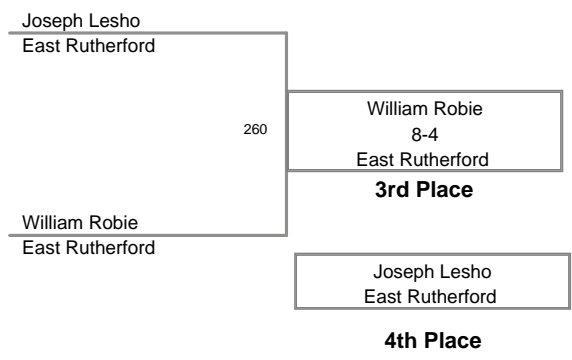 Joseph Lesho
East Rutherford
260
William Robie
8-4
East Rutherford
3rd Place
William Robie
East Rutherford
Joseph Lesho
East Rutherford
4th Place